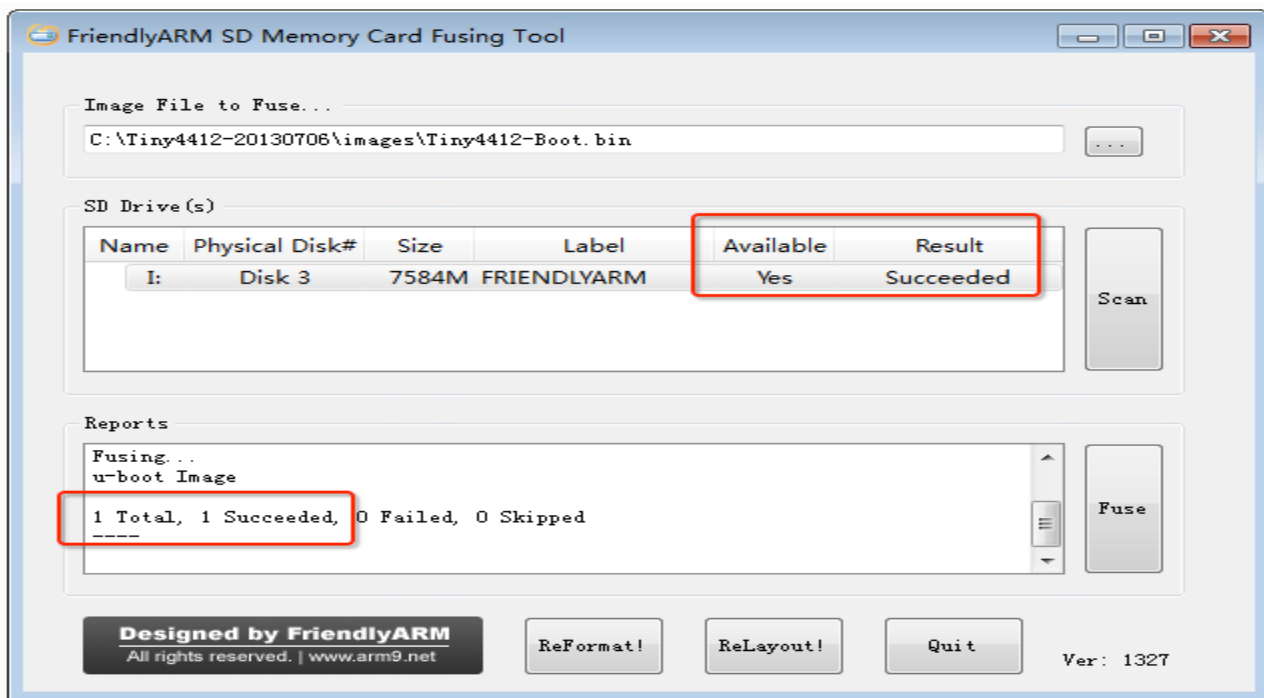 FriendlyARM SD Memory Card Fusing Tool
Image File to Fuse...
C:\Tiny4412-20130706\images\Tiny4412-Boot.bin
...
SD Drive(s)
Name Physical Disk# Size Label Available Result
I: Disk 3 7584M FRIENDLYARM Yes Succeeded
Scan
Reports
Fusing...
u-boot Image
1 Total, 1 Succeeded, 0 Failed, 0 Skipped
----
Fuse
Designed by FriendlyARM
All rights reserved. | www.arm9.net
ReFormat!
ReLayout!
Quit
Ver: 1327